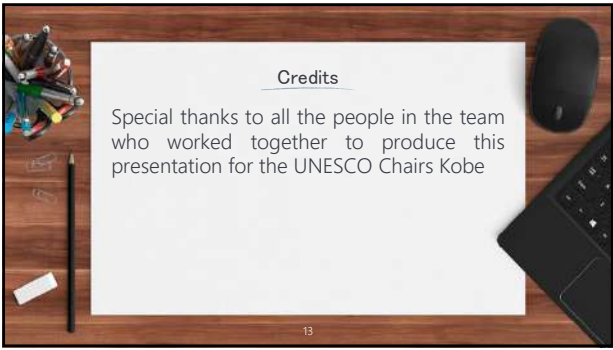 Credits
Special thanks to all the people in the team
who worked together to produce this
presentation for the UNESCO Chairs Kobe
13